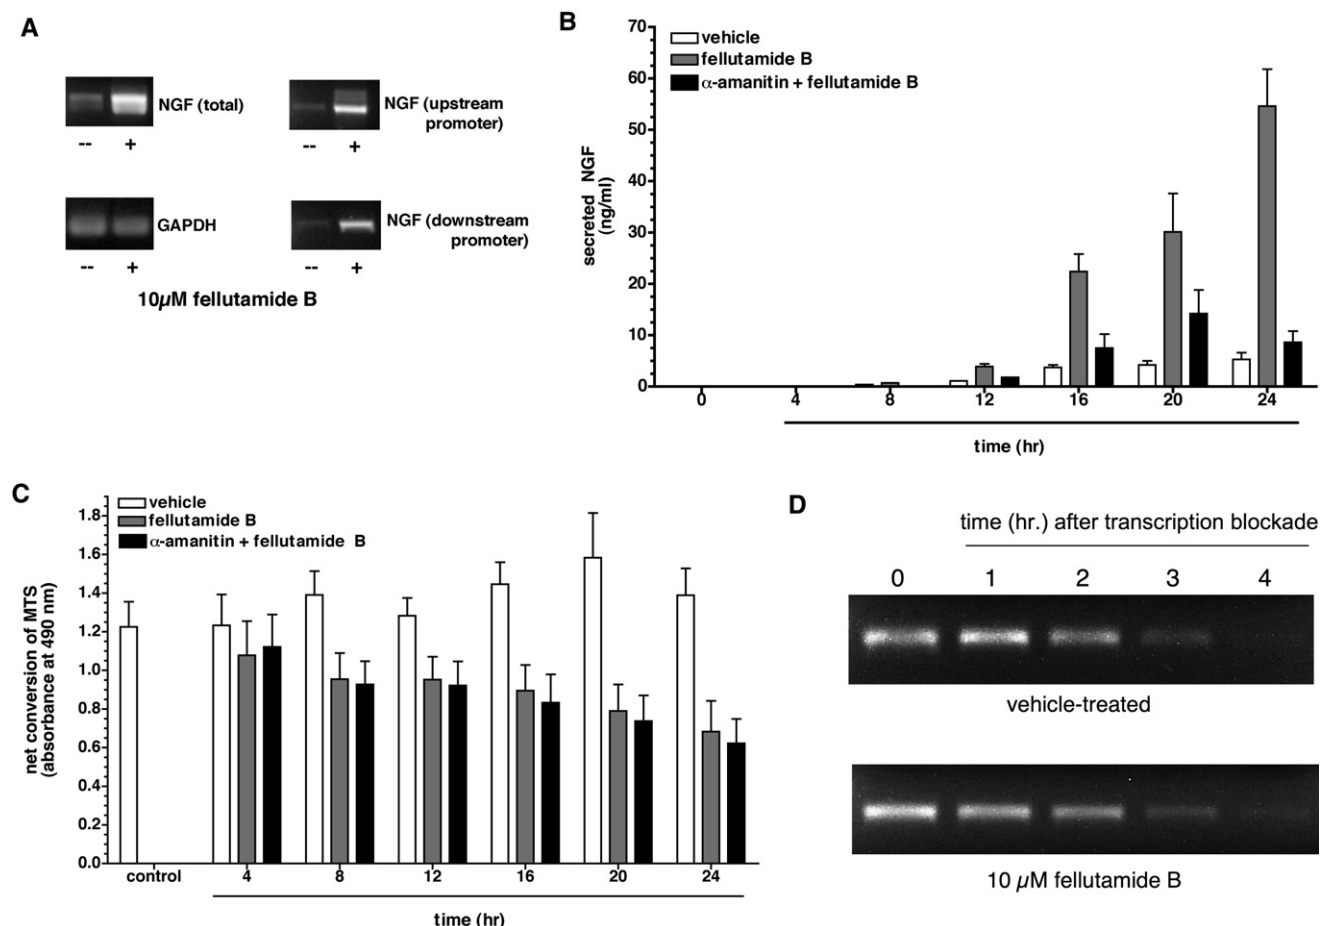 A
NGF (total)
-- +
NGF (upstream
promoter)
-- +
GAPDH
-- +
NGF (downstream
promoter)
-- +
10µM fellutamide B
B
vehicle
fellutamide B
α-amanitin + fellutamide B
secreted NGF
(ng/ml)
70
60
50
40
30
20
10
0
0 4 8 12 16 20 24
time (hr)
C
vehicle
fellutamide B
α-amanitin + fellutamide B
net conversion of MTS
(absorbance at 490 nm)
1.8
1.6
1.4
1.2
1.0
0.8
0.6
0.4
0.2
0.0
control 4 8 12 16 20 24
time (hr)
D
time (hr.) after transcription blockade
0 1 2 3 4
vehicle-treated
10 µM fellutamide B